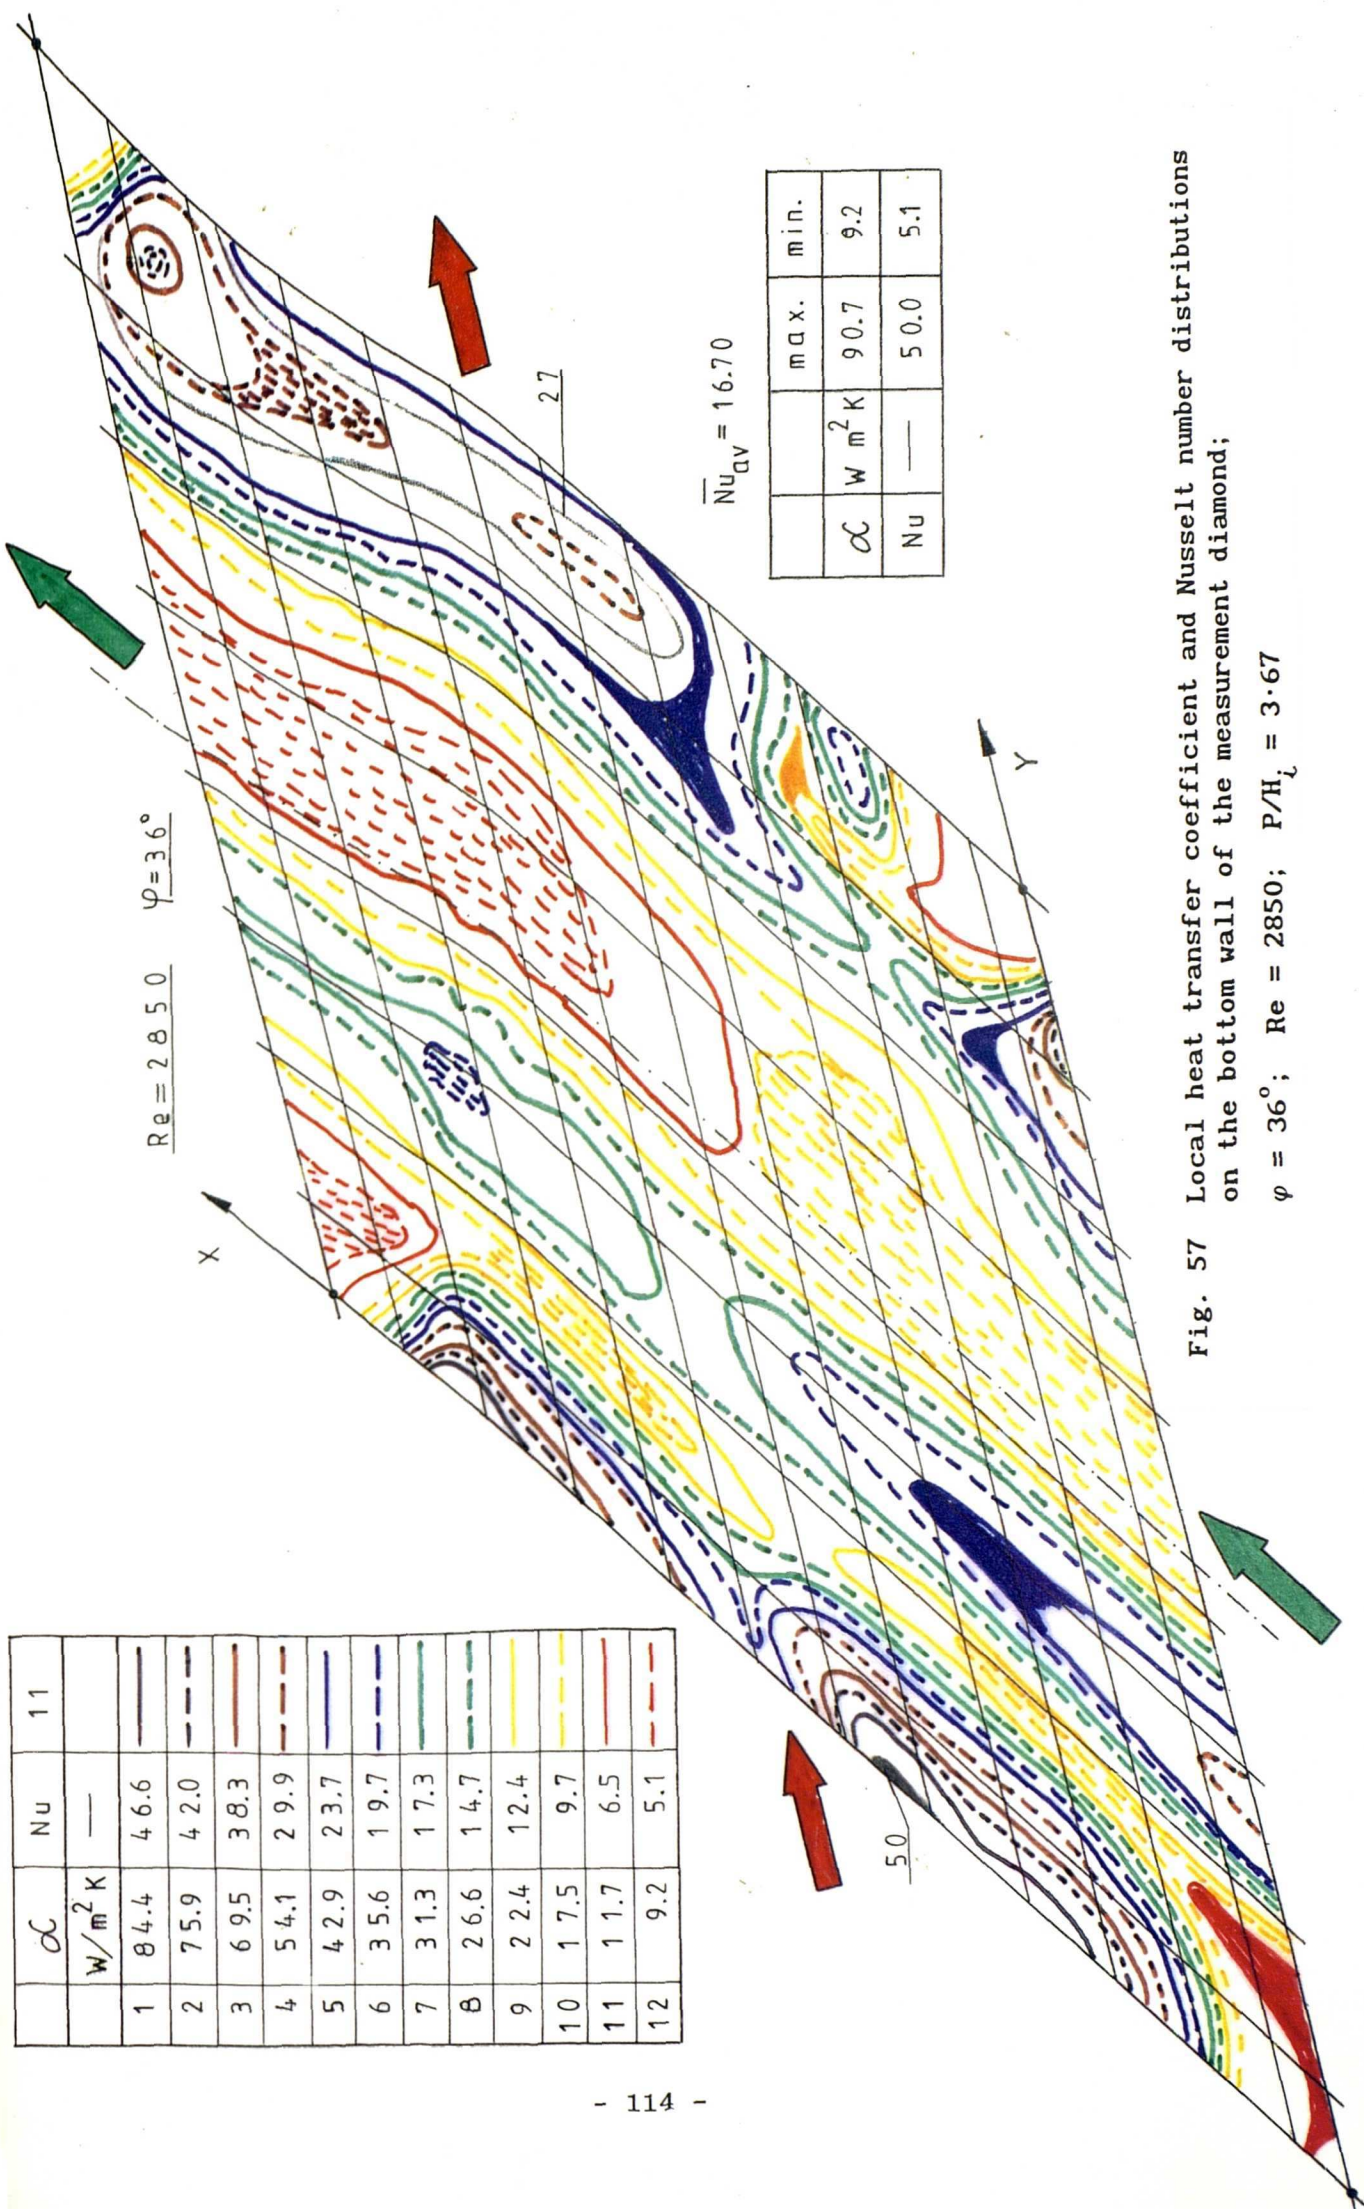 α Nu 11
W/m² K —
1 84.4 46.6
2 75.9 42.0
3 69.5 38.3
4 54.1 29.9
5 42.9 23.7
6 35.6 19.7
7 31.3 17.3
8 26.6 14.7
9 22.4 12.4
10 17.5 9.7
11 11.7 6.5
12 9.2 5.1
Re = 2850 φ = 36°
X
Y
50
27
N̅u̅av = 16.70
max. min.
α W m² K 90.7 9.2
Nu — 50.0 5.1
Fig. 57 Local heat transfer coefficient and Nusselt number distributions
on the bottom wall of the measurement diamond;
φ = 36°; Re = 2850; P/Hi = 3·67
- 114 -